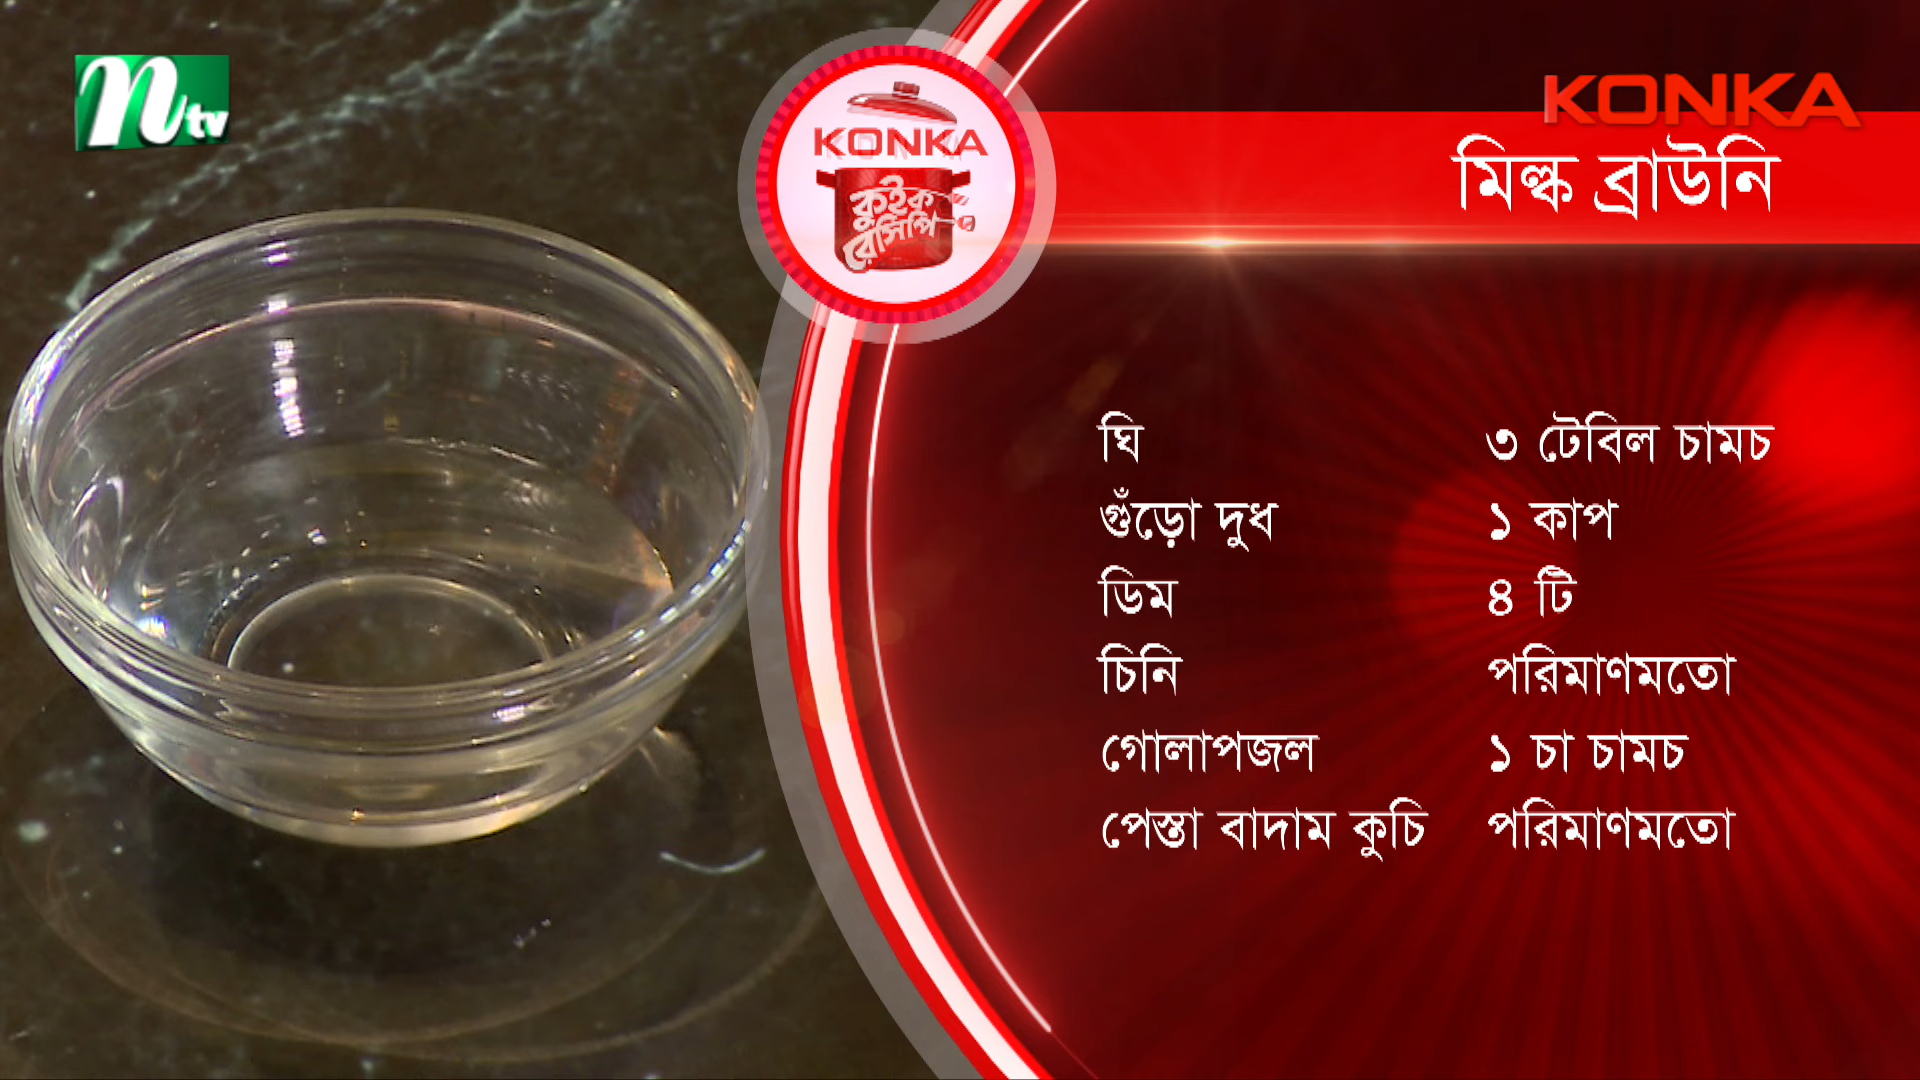 ntv
KONKA
KONKA
কুইক
রেসিপি
মিল্ক ব্রাউনি
ঘি ৩ টেবিল চামচ
গুঁড়ো দুধ ১ কাপ
ডিম ৪ টি
চিনি পরিমাণমতো
গোলাপজল ১ চা চামচ
পেস্তা বাদাম কুচি পরিমাণমতো